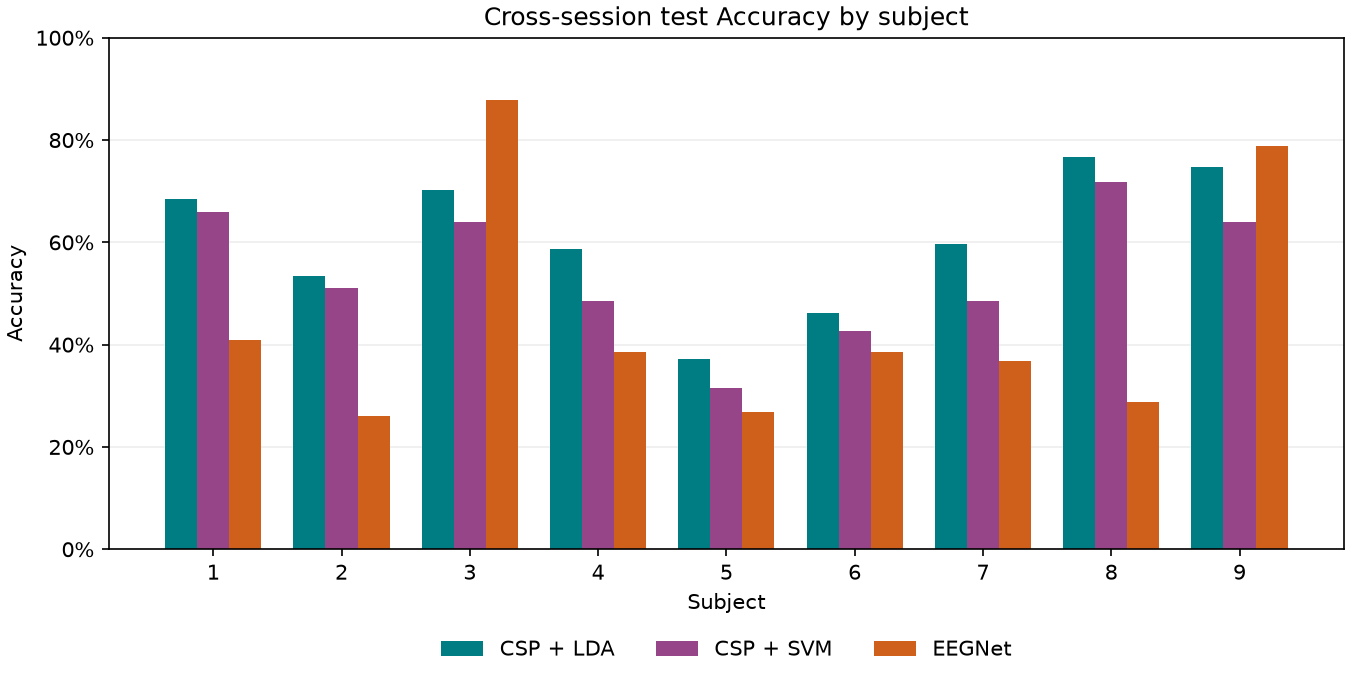 Cross-session test Accuracy by subject
100%
80%
60%
40%
20%
0%
Accuracy
1 2 3 4 5 6 7 8 9
Subject
CSP + LDA CSP + SVM EEGNet